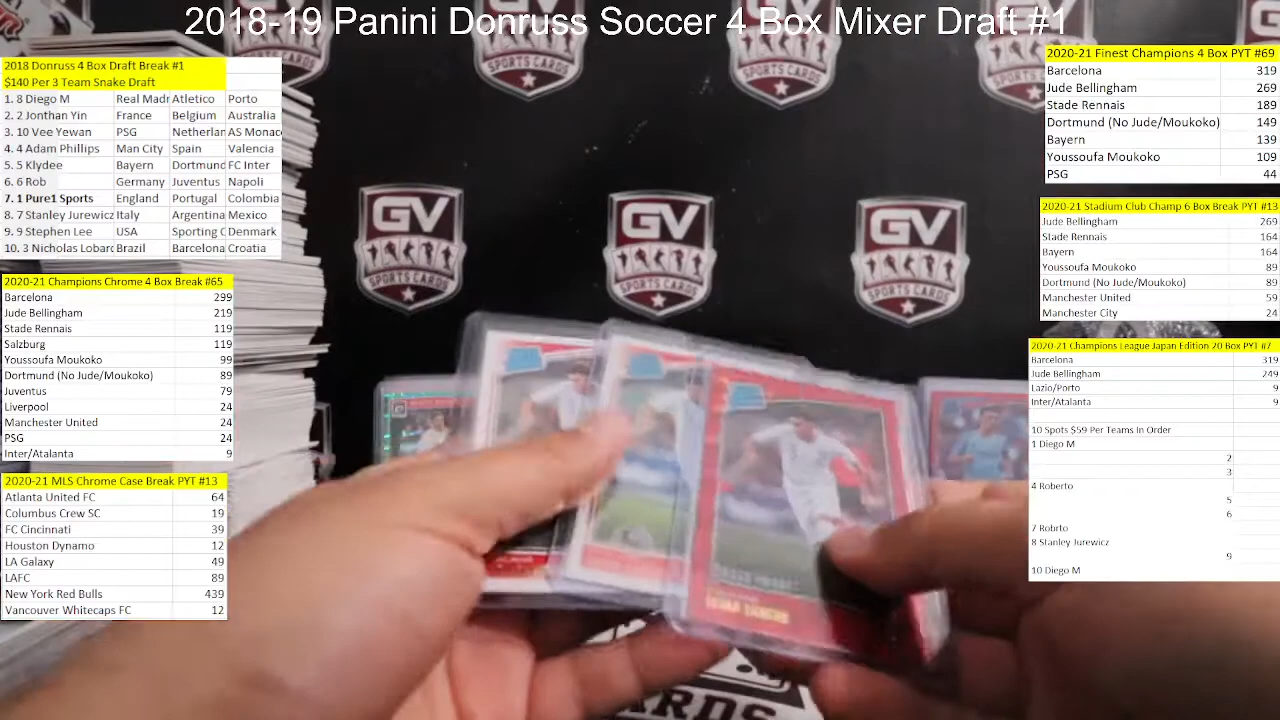 2018-19 Panini Donruss Soccer 4 Box Mixer Draft #1
2018 Donruss 4 Box Draft Break #1
$140 Per 3 Team Snake Draft
1. 8 Diego M Real Madr Atletico Porto
2. 2 Jonthan Yin France Belgium Australia
3. 10 Vee Yewan PSG Netherlan AS Monac
4. 4 Adam Phillips Man City Spain Valencia
5. 5 Klydee Bayern Dortmund FC Inter
6. 6 Rob Germany Juventus Napoli
7. 1 Pure1 Sports England Portugal Colombia
8. 7 Stanley Jurewicz Italy Argentina Mexico
9. 9 Stephen Lee USA Sporting C Denmark
10. 3 Nicholas Lobard Brazil Barcelona Croatia
2020-21 Champions Chrome 4 Box Break #65
Barcelona 299
Jude Bellingham 219
Stade Rennais 119
Salzburg 119
Youssoufa Moukoko 99
Dortmund (No Jude/Moukoko) 89
Juventus 79
Liverpool 24
Manchester United 24
PSG 24
Inter/Atalanta 9
2020-21 MLS Chrome Case Break PYT #13
Atlanta United FC 64
Columbus Crew SC 19
FC Cincinnati 39
Houston Dynamo 12
LA Galaxy 49
LAFC 89
New York Red Bulls 439
Vancouver Whitecaps FC 12
2020-21 Finest Champions 4 Box PYT #69
Barcelona 319
Jude Bellingham 269
Stade Rennais 189
Dortmund (No Jude/Moukoko) 149
Bayern 139
Youssoufa Moukoko 109
PSG 44
2020-21 Stadium Club Champ 6 Box Break PYT #13
Jude Bellingham 269
Stade Rennais 164
Bayern 164
Youssoufa Moukoko 89
Dortmund (No Jude/Moukoko) 89
Manchester United 59
Manchester City 24
2020-21 Champions League Japan Edition 20 Box PYT #7
Barcelona 319
Jude Bellingham 249
Lazio/Porto 9
Inter/Atalanta 9
10 Spots $59 Per Teams In Order
1 Diego M
2
3
4 Roberto
5
6
7 Robrto
8 Stanley Jurewicz
9
10 Diego M
GV
SPORTS CARDS
GV
SPORTS CARDS
GV
SPORTS CARDS
SPORTS CARDS
SPORTS CARDS